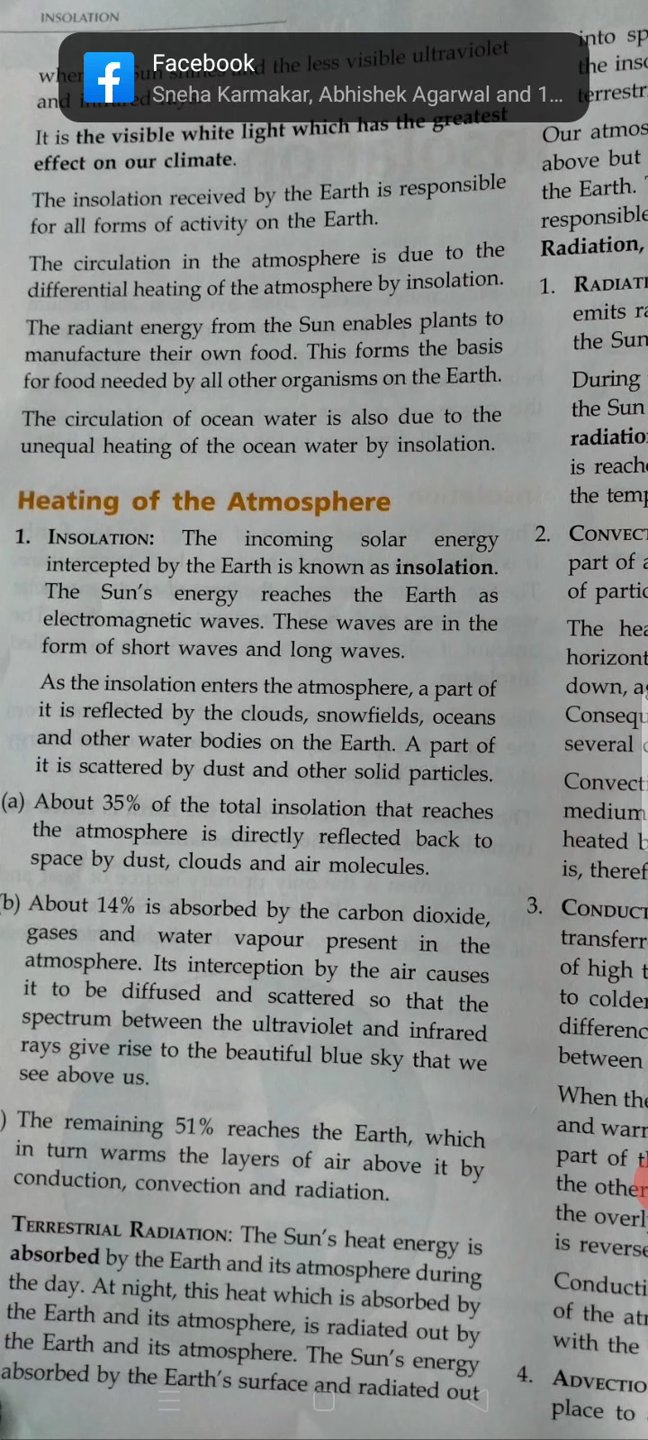 INSOLATION
Facebook
Sneha Karmakar, Abhishek Agarwal and 1...
and the less visible ultraviolet
and
It is the visible white light which has the greatest
effect on our climate.
The insolation received by the Earth is responsible
for all forms of activity on the Earth.
The circulation in the atmosphere is due to the
differential heating of the atmosphere by insolation.
The radiant energy from the Sun enables plants to
manufacture their own food. This forms the basis
for food needed by all other organisms on the Earth.
The circulation of ocean water is also due to the
unequal heating of the ocean water by insolation.
Heating of the Atmosphere
1. INSOLATION: The incoming solar energy
intercepted by the Earth is known as insolation.
The Sun's energy reaches the Earth as
electromagnetic waves. These waves are in the
form of short waves and long waves.
As the insolation enters the atmosphere, a part of
it is reflected by the clouds, snowfields, oceans
and other water bodies on the Earth. A part of
it is scattered by dust and other solid particles.
(a) About 35% of the total insolation that reaches
the atmosphere is directly reflected back to
space by dust, clouds and air molecules.
b) About 14% is absorbed by the carbon dioxide,
gases and water vapour present in the
atmosphere. Its interception by the air causes
it to be diffused and scattered so that the
spectrum between the ultraviolet and infrared
rays give rise to the beautiful blue sky that we
see above us.
) The remaining 51% reaches the Earth, which
in turn warms the layers of air above it by
conduction, convection and radiation.
TERRESTRIAL RADIATION: The Sun's heat energy is
absorbed by the Earth and its atmosphere during
the day. At night, this heat which is absorbed by
the Earth and its atmosphere, is radiated out by
the Earth and its atmosphere. The Sun's energy
absorbed by the Earth's surface and radiated out
into sp
the inso
terrestr
Our atmos
above but
the Earth.
responsible
Radiation,
1. RADIATI
emits ra
the Sun
During
the Sun
radiatio
is reach
the temp
2. CONVECT
part of a
of partic
The hea
horizont
down, ag
Consequ
several
Convecti
medium
heated b
is, theref
3. CONDUCT
transferr
of high t
to colder
differenc
between
When the
and warm
part of th
the other
the overl
is reverse
Conducti
of the atm
with the
4. ADVECTIO
place to